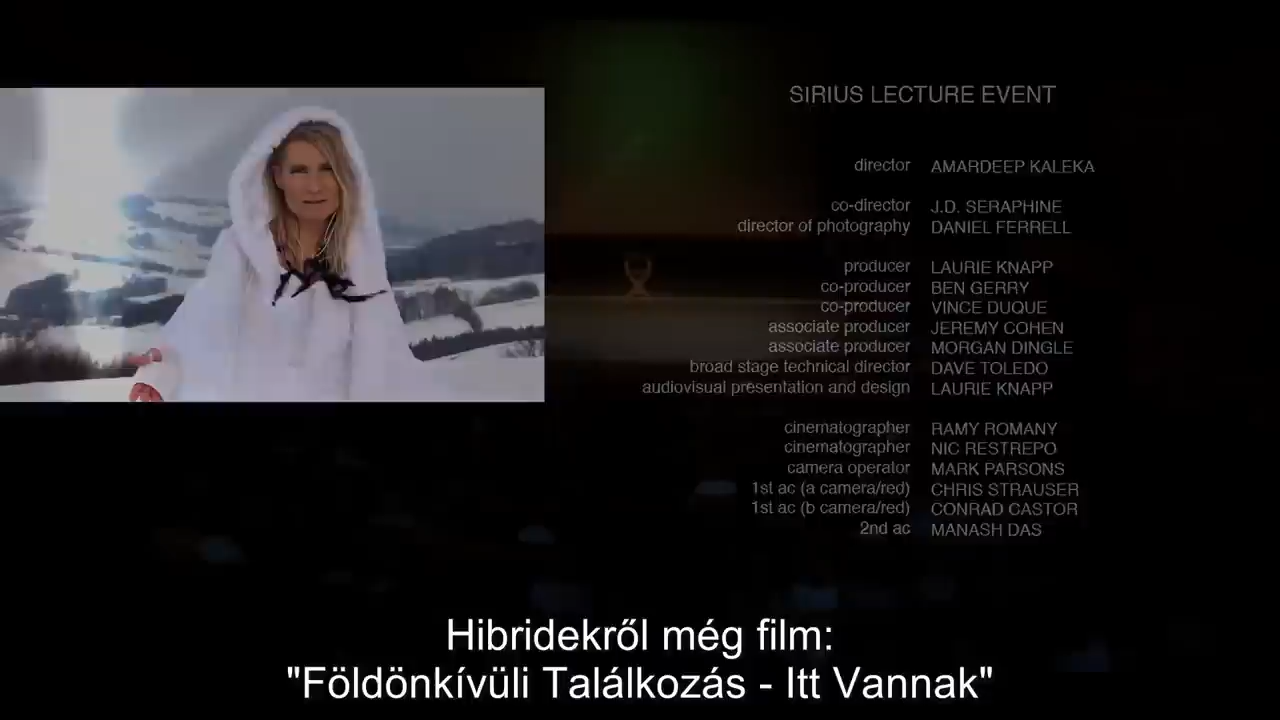 SIRIUS LECTURE EVENT
director AMARDEEP KALEKA
co-director J.D. SERAPHINE
director of photography DANIEL FERRELL
producer LAURIE KNAPP
co-producer BEN GERRY
co-producer VINCE DUQUE
associate producer JEREMY COHEN
associate producer MORGAN DINGLE
broad stage technical director DAVE TOLEDO
audiovisual presentation and design LAURIE KNAPP
cinematographer RAMY ROMANY
cinematographer NIC RESTREPO
camera operator MARK PARSONS
1st ac (a camera/red) CHRIS STRAUSER
1st ac (b camera/red) CONRAD CASTOR
2nd ac MANASH DAS
Hibridekről még film:
"Földönkívüli Találkozás - Itt Vannak"